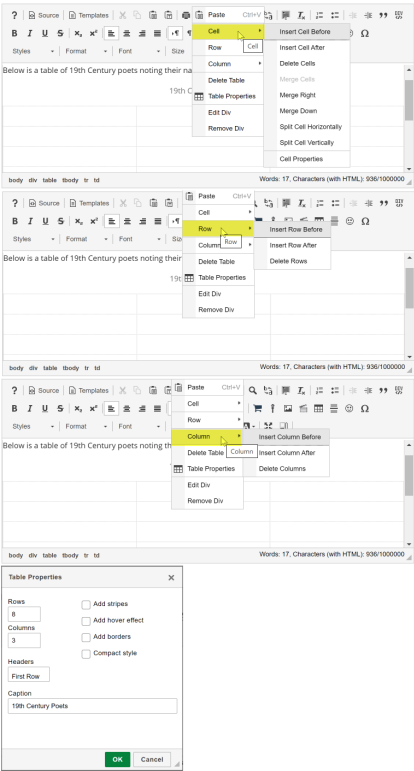 ? Source Templates Paste Ctrl+V
B I U S x₂ x² Cell Insert Cell Before
Row Cell Insert Cell After
Styles Format Font Size Column Delete Cells
Below is a table of 19th Century poets noting their na Delete Table Merge Cells
19th C Table Properties Merge Right
Edit Div Merge Down
Remove Div Split Cell Horizontally
Split Cell Vertically
Cell Properties
body div table tbody tr td Words: 17, Characters (with HTML): 936/1000000
? Source Templates Paste Ctrl+V
Cell
B I U S x₂ x² Row Insert Row Before
Styles Format Font Column Row Insert Row After
Below is a table of 19th Century poets noting their Delete Table Delete Rows
19t Table Properties
Edit Div
Remove Div
body div table tbody tr td Words: 17, Characters (with HTML): 936/1000000
? Source Templates Paste Ctrl+V
B I U S x₂ x² Cell
Row
Styles Format Font Column Insert Column Before
Below is a table of 19th Century poets noting th Delete Table Column Insert Column After
Table Properties Delete Columns
Edit Div
Remove Div
body div table tbody tr td Words: 17, Characters (with HTML): 936/1000000
Table Properties
Rows
8
Add stripes
Add hover effect
Columns
3
Add borders
Compact style
Headers
First Row
Caption
19th Century Poets
OK Cancel